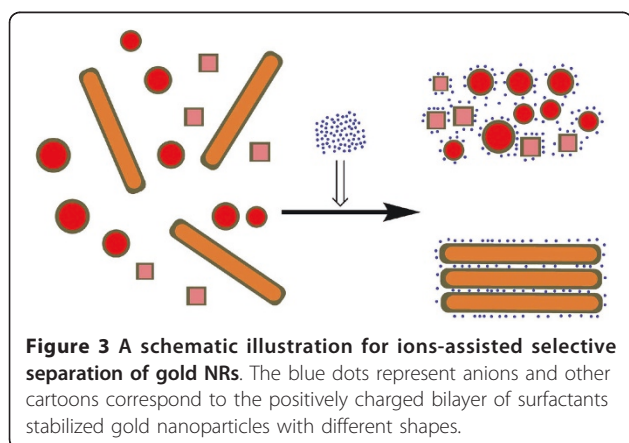 Figure 3 A schematic illustration for ions-assisted selective
separation of gold NRs. The blue dots represent anions and other
cartoons correspond to the positively charged bilayer of surfactants
stabilized gold nanoparticles with different shapes.